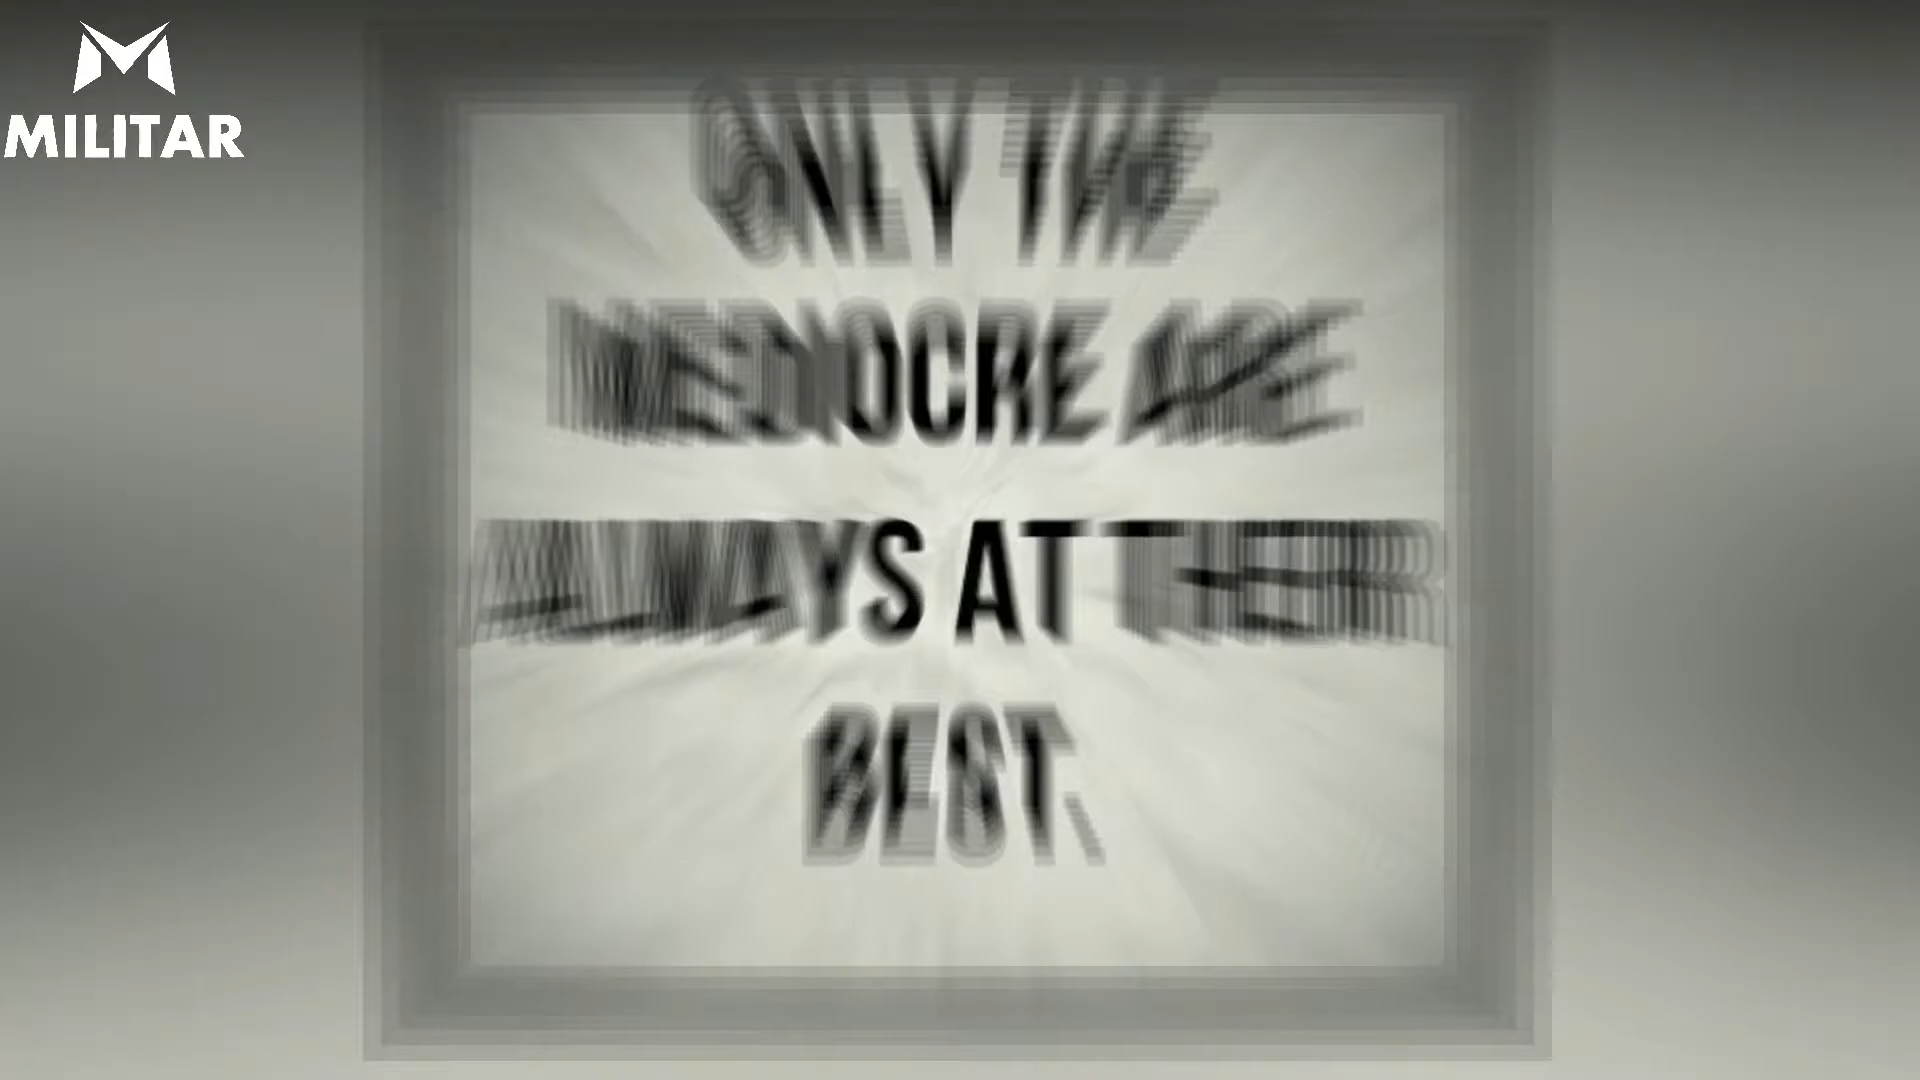 MILITAR
ONLY THE
MEDIOCRE ARE
ALWAYS AT THEIR
BEST.